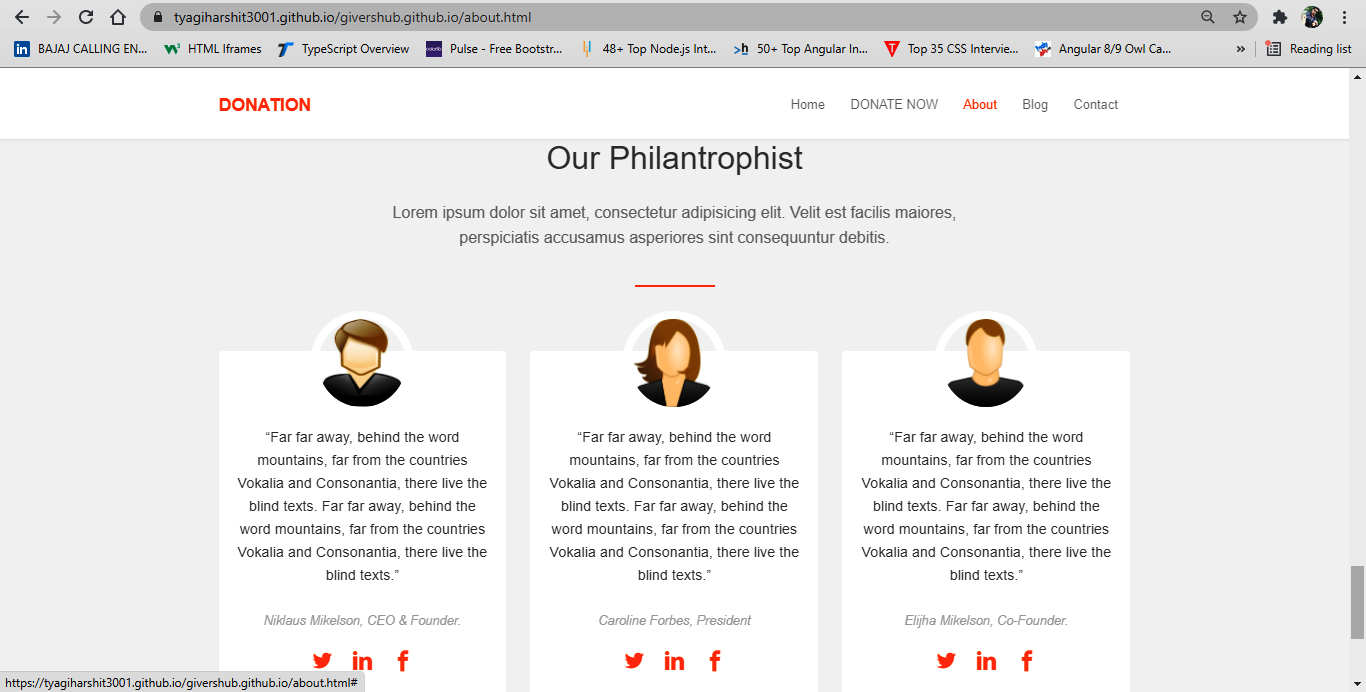 tyagiharshit3001.github.io/givershub.github.io/about.html
BAJAJ CALLING EN... HTML Iframes TypeScript Overview Pulse - Free Bootstr... 48+ Top Node.js Int... 50+ Top Angular In... Top 35 CSS Intervie... Angular 8/9 Owl Ca... » Reading list
DONATION Home DONATE NOW About Blog Contact
Our Philantrophist
Lorem ipsum dolor sit amet, consectetur adipisicing elit. Velit est facilis maiores,
perspiciatis accusamus asperiores sint consequuntur debitis.
“Far far away, behind the word
mountains, far from the countries
Vokalia and Consonantia, there live the
blind texts. Far far away, behind the
word mountains, far from the countries
Vokalia and Consonantia, there live the
blind texts.”
Niklaus Mikelson, CEO & Founder.
“Far far away, behind the word
mountains, far from the countries
Vokalia and Consonantia, there live the
blind texts. Far far away, behind the
word mountains, far from the countries
Vokalia and Consonantia, there live the
blind texts.”
Caroline Forbes, President
“Far far away, behind the word
mountains, far from the countries
Vokalia and Consonantia, there live the
blind texts. Far far away, behind the
word mountains, far from the countries
Vokalia and Consonantia, there live the
blind texts.”
Elijha Mikelson, Co-Founder.
https://tyagiharshit3001.github.io/givershub.github.io/about.html#